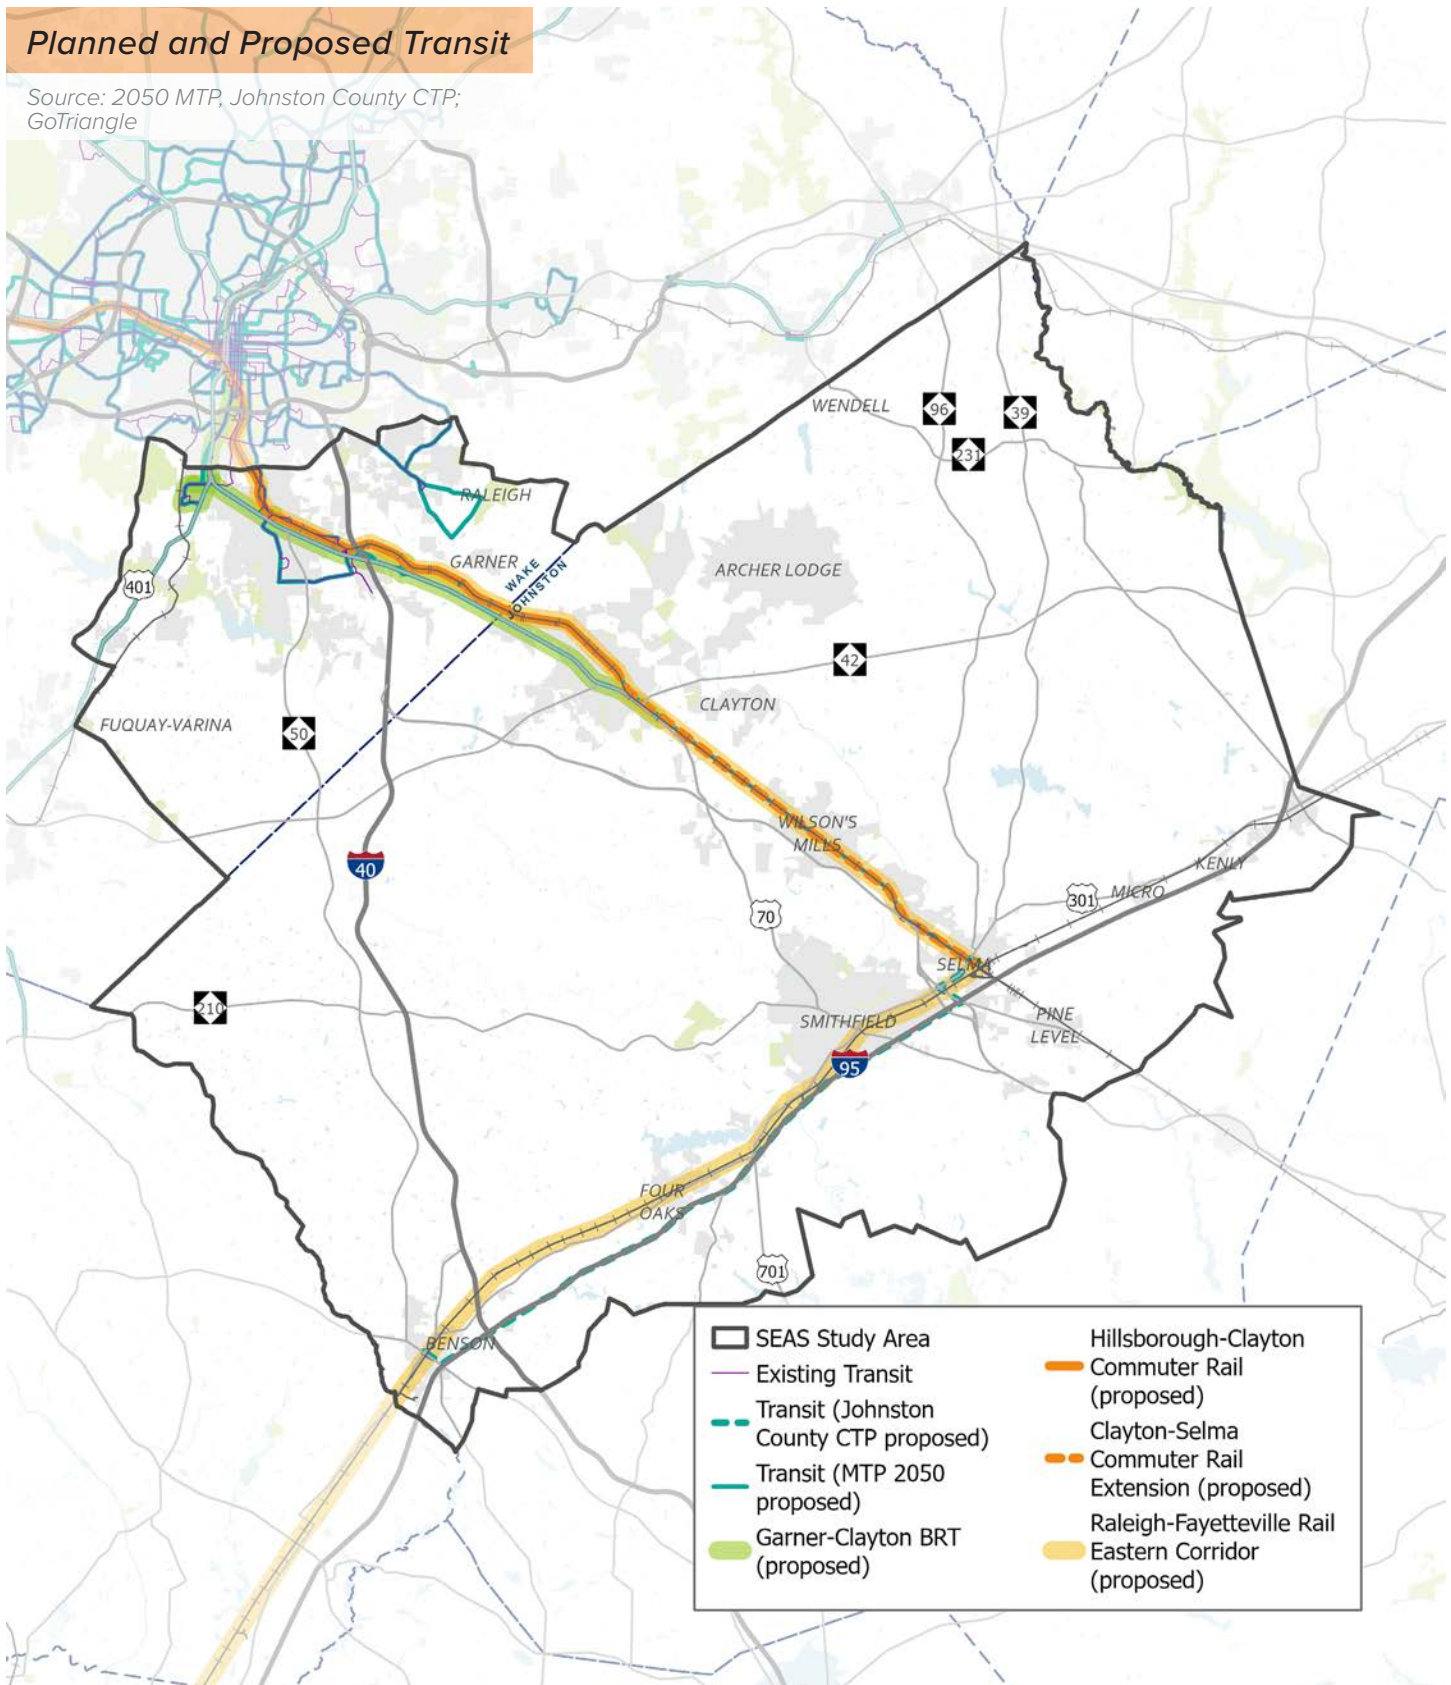 Planned and Proposed Transit
Source: 2050 MTP, Johnston County CTP;
GoTriangle
WENDELL
96
39
231
RALEIGH
GARNER
WAKE
JOHNSTON
ARCHER LODGE
401
42
CLAYTON
FUQUAY-VARINA
50
WILSON'S
MILLS
40
KENLY
MICRO
301
70
SELMA
210
SMITHFIELD
PINE
LEVEL
95
FOUR
OAKS
701
BENSON
SEAS Study Area
Existing Transit
Transit (Johnston
County CTP proposed)
Transit (MTP 2050
proposed)
Garner-Clayton BRT
(proposed)
Hillsborough-Clayton
Commuter Rail
(proposed)
Clayton-Selma
Commuter Rail
Extension (proposed)
Raleigh-Fayetteville Rail
Eastern Corridor
(proposed)